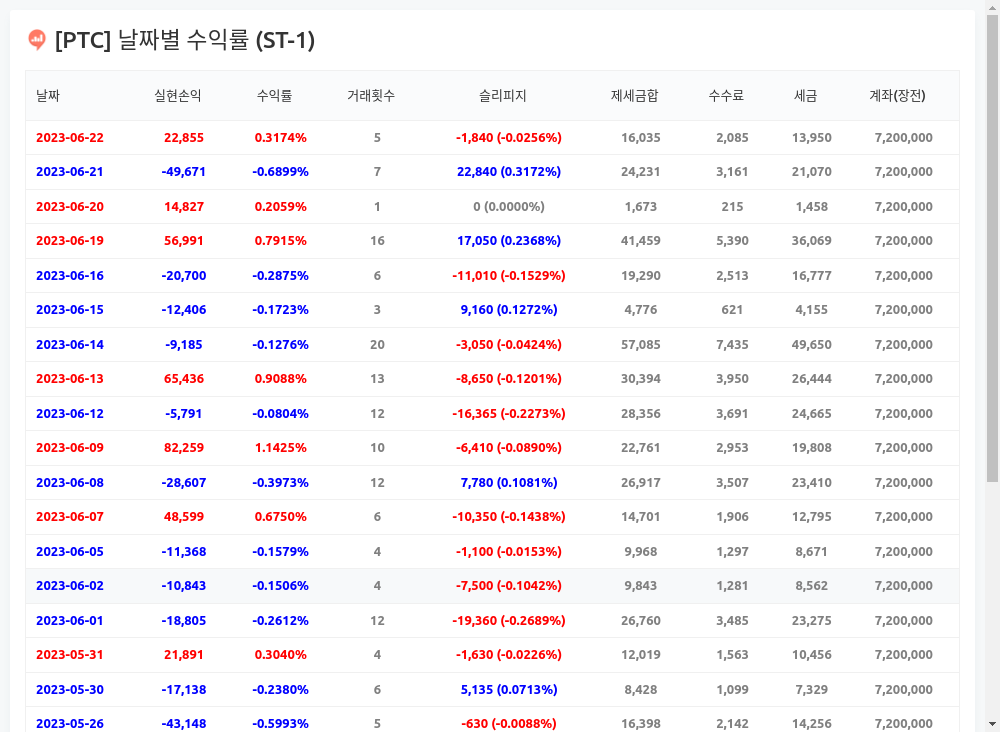 [PTC] 날짜별 수익률 (ST-1)
날짜 실현손익 수익률 거래횟수 슬리피지 제세금합 수수료 세금 계좌(장전)
2023-06-22 22,855 0.3174% 5 -1,840 (-0.0256%) 16,035 2,085 13,950 7,200,000
2023-06-21 -49,671 -0.6899% 7 22,840 (0.3172%) 24,231 3,161 21,070 7,200,000
2023-06-20 14,827 0.2059% 1 0 (0.0000%) 1,673 215 1,458 7,200,000
2023-06-19 56,991 0.7915% 16 17,050 (0.2368%) 41,459 5,390 36,069 7,200,000
2023-06-16 -20,700 -0.2875% 6 -11,010 (-0.1529%) 19,290 2,513 16,777 7,200,000
2023-06-15 -12,406 -0.1723% 3 9,160 (0.1272%) 4,776 621 4,155 7,200,000
2023-06-14 -9,185 -0.1276% 20 -3,050 (-0.0424%) 57,085 7,435 49,650 7,200,000
2023-06-13 65,436 0.9088% 13 -8,650 (-0.1201%) 30,394 3,950 26,444 7,200,000
2023-06-12 -5,791 -0.0804% 12 -16,365 (-0.2273%) 28,356 3,691 24,665 7,200,000
2023-06-09 82,259 1.1425% 10 -6,410 (-0.0890%) 22,761 2,953 19,808 7,200,000
2023-06-08 -28,607 -0.3973% 12 7,780 (0.1081%) 26,917 3,507 23,410 7,200,000
2023-06-07 48,599 0.6750% 6 -10,350 (-0.1438%) 14,701 1,906 12,795 7,200,000
2023-06-05 -11,368 -0.1579% 4 -1,100 (-0.0153%) 9,968 1,297 8,671 7,200,000
2023-06-02 -10,843 -0.1506% 4 -7,500 (-0.1042%) 9,843 1,281 8,562 7,200,000
2023-06-01 -18,805 -0.2612% 12 -19,360 (-0.2689%) 26,760 3,485 23,275 7,200,000
2023-05-31 21,891 0.3040% 4 -1,630 (-0.0226%) 12,019 1,563 10,456 7,200,000
2023-05-30 -17,138 -0.2380% 6 5,135 (0.0713%) 8,428 1,099 7,329 7,200,000
2023-05-26 -43,148 -0.5993% 5 -630 (-0.0088%) 16,398 2,142 14,256 7,200,000